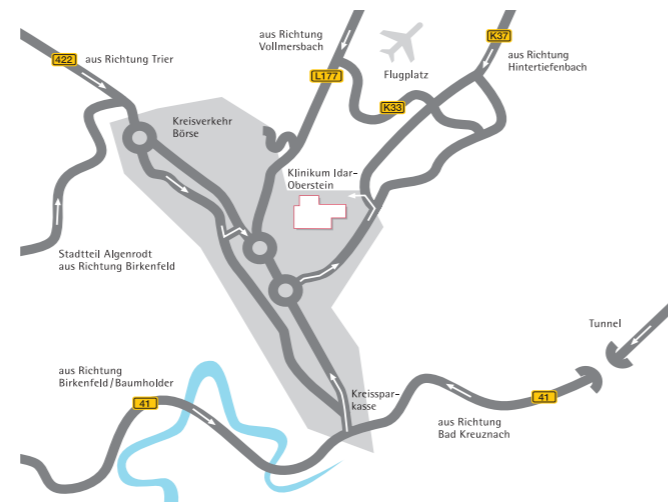 aus Richtung
Vollmersbach
K37
422
aus Richtung Trier
aus Richtung
Hintertiefenbach
L177
Flugplatz
K33
Kreisverkehr
Börse
Klinikum Idar-
Oberstein
Stadtteil Algenrodt
aus Richtung Birkenfeld
Tunnel
aus Richtung
Birkenfeld/Baumholder
41
Kreisspar-
kasse
41
aus Richtung
Bad Kreuznach